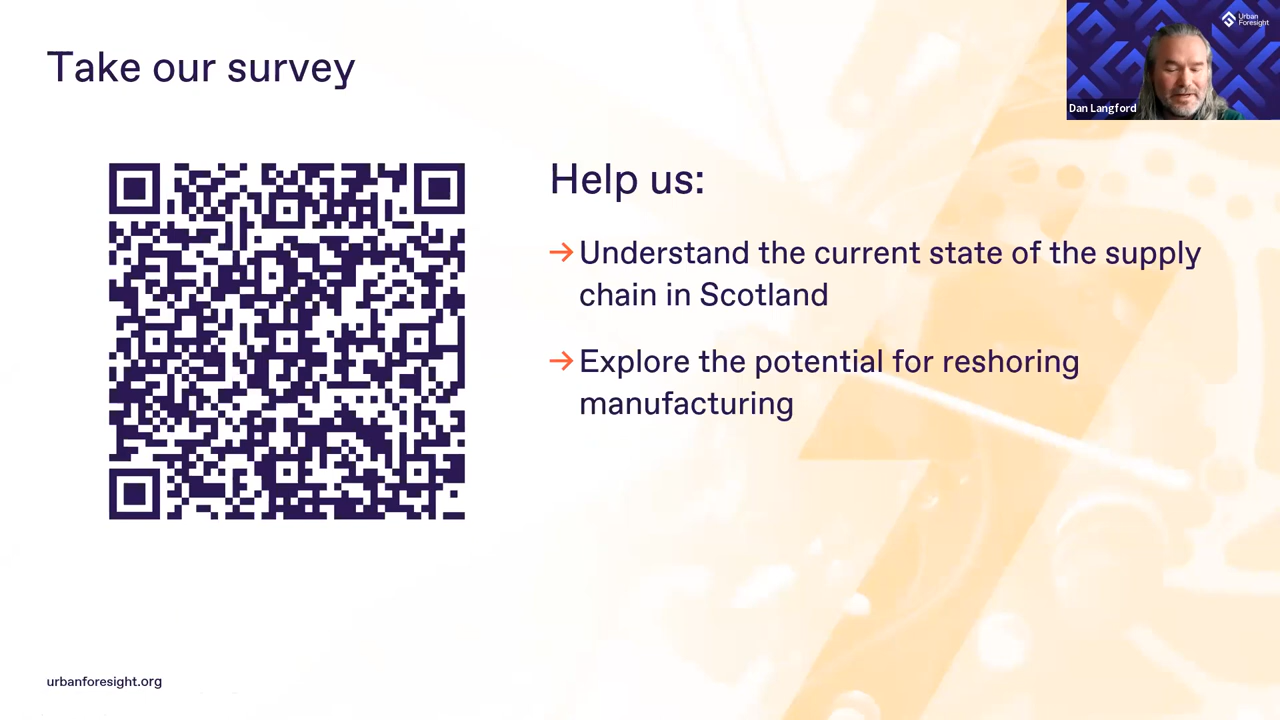 Take our survey
Urban
Foresight
Dan Langford
Help us:
→ Understand the current state of the supply
chain in Scotland
→ Explore the potential for reshoring
manufacturing
urbanforesight.org